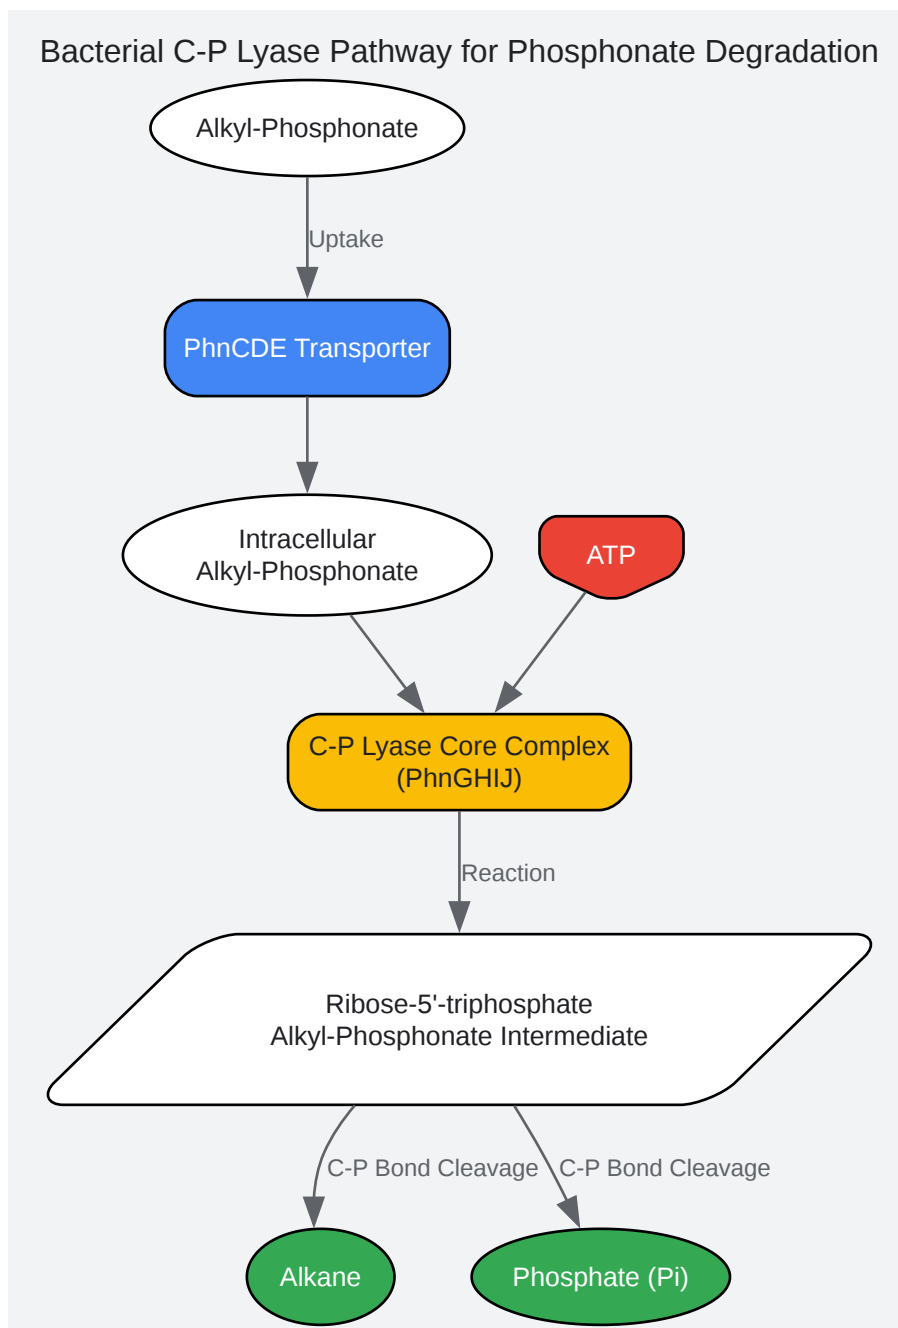 Bacterial C-P Lyase Pathway for Phosphonate Degradation
Alkyl-Phosphonate
Uptake
PhnCDE Transporter
Intracellular
Alkyl-Phosphonate
ATP
C-P Lyase Core Complex
(PhnGHIJ)
Reaction
Ribose-5'-triphosphate
Alkyl-Phosphonate Intermediate
C-P Bond Cleavage
C-P Bond Cleavage
Alkane
Phosphate (Pi)